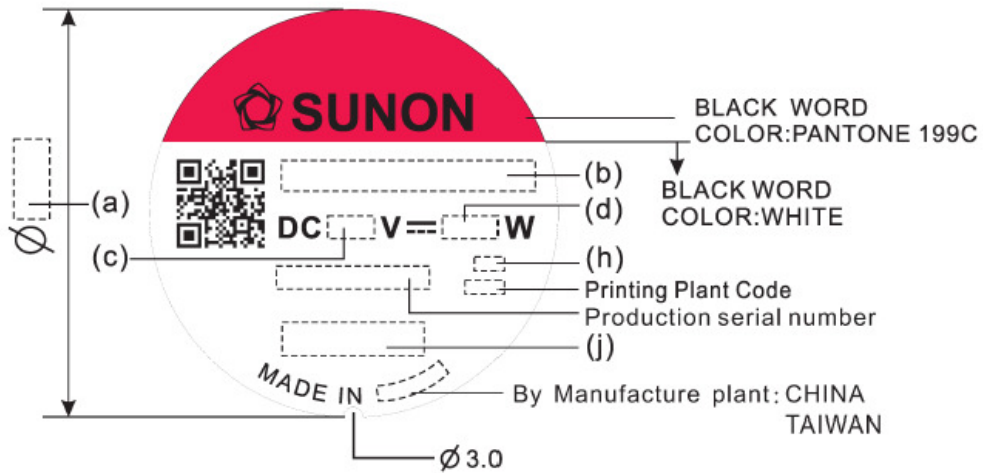 SUNON
BLACK WORD
COLOR:PANTONE 199C
(b)
BLACK WORD
COLOR:WHITE
(a)
Ø
DC V W
(d)
(c)
(h)
Printing Plant Code
Production serial number
(j)
MADE IN
By Manufacture plant: CHINA
TAIWAN
Ø 3.0